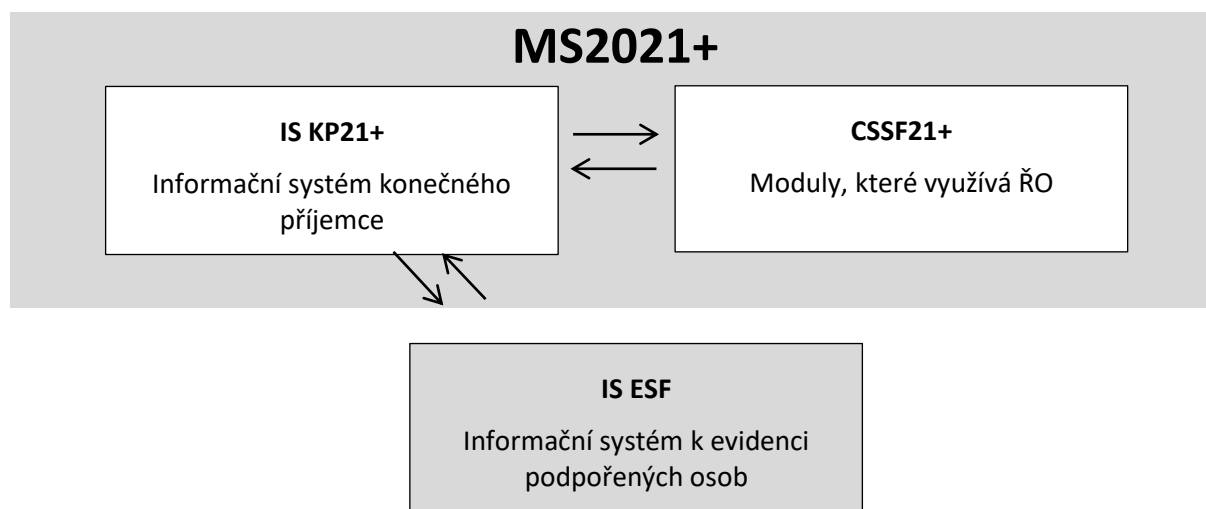 MS2021+
IS KP21+
Informační systém konečného
příjemce
CSSF21+
Moduly, které využívá ŘO
IS ESF
Informační systém k evidenci
podpořených osob